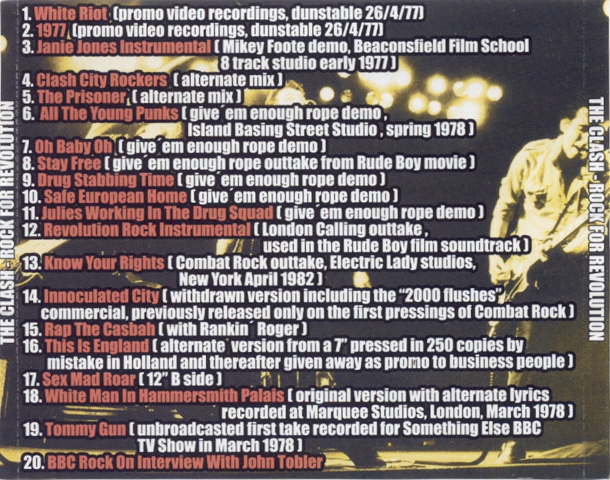 1. White Riot (promo video recordings, dunstable 26/4/77)
2. 1977 (promo video recordings, dunstable 26/4/77)
3. Janie Jones Instrumental ( Mikey Foote demo, Beaconsfield Film School
8 track studio early 1977 )
4. Clash City Rockers ( alternate mix )
5. The Prisoner ( alternate mix )
6. All The Young Punks ( give´em enough rope demo ,
Island Basing Street Studio , spring 1978 )
7. Oh Baby Oh ( give´em enough rope demo )
8. Stay Free ( give´em enough rope outtake from Rude Boy movie )
9. Drug Stabbing Time ( give´em enough rope demo )
10. Safe European Home ( give´em enough rope demo )
11. Julies Working In The Drug Squad ( give´em enough rope demo )
12. Revolution Rock Instrumental ( London Calling outtake ,
used in the Rude Boy film soundtrack )
13. Know Your Rights ( Combat Rock outtake, Electric Lady studios,
New York April 1982 )
14. Innoculated City ( withdrawn version including the “2000 flushes”
commercial, previously released only on the first pressings of Combat Rock )
15. Rap The Casbah ( with Rankin´ Roger )
16. This Is England ( alternate version from a 7” pressed in 250 copies by
mistake in Holland and thereafter given away as promo to business people )
17. Sex Mad Roar ( 12” B side )
18. White Man In Hammersmith Palais ( original version with alternate lyrics
recorded at Marquee Studios, London, March 1978 )
19. Tommy Gun ( unbroadcasted first take recorded for Something Else BBC
TV Show in March 1978 )
20. BBC Rock On Interview With John Tobler
THE CLASH - ROCK FOR REVOLUTION
THE CLASH - ROCK FOR REVOLUTION